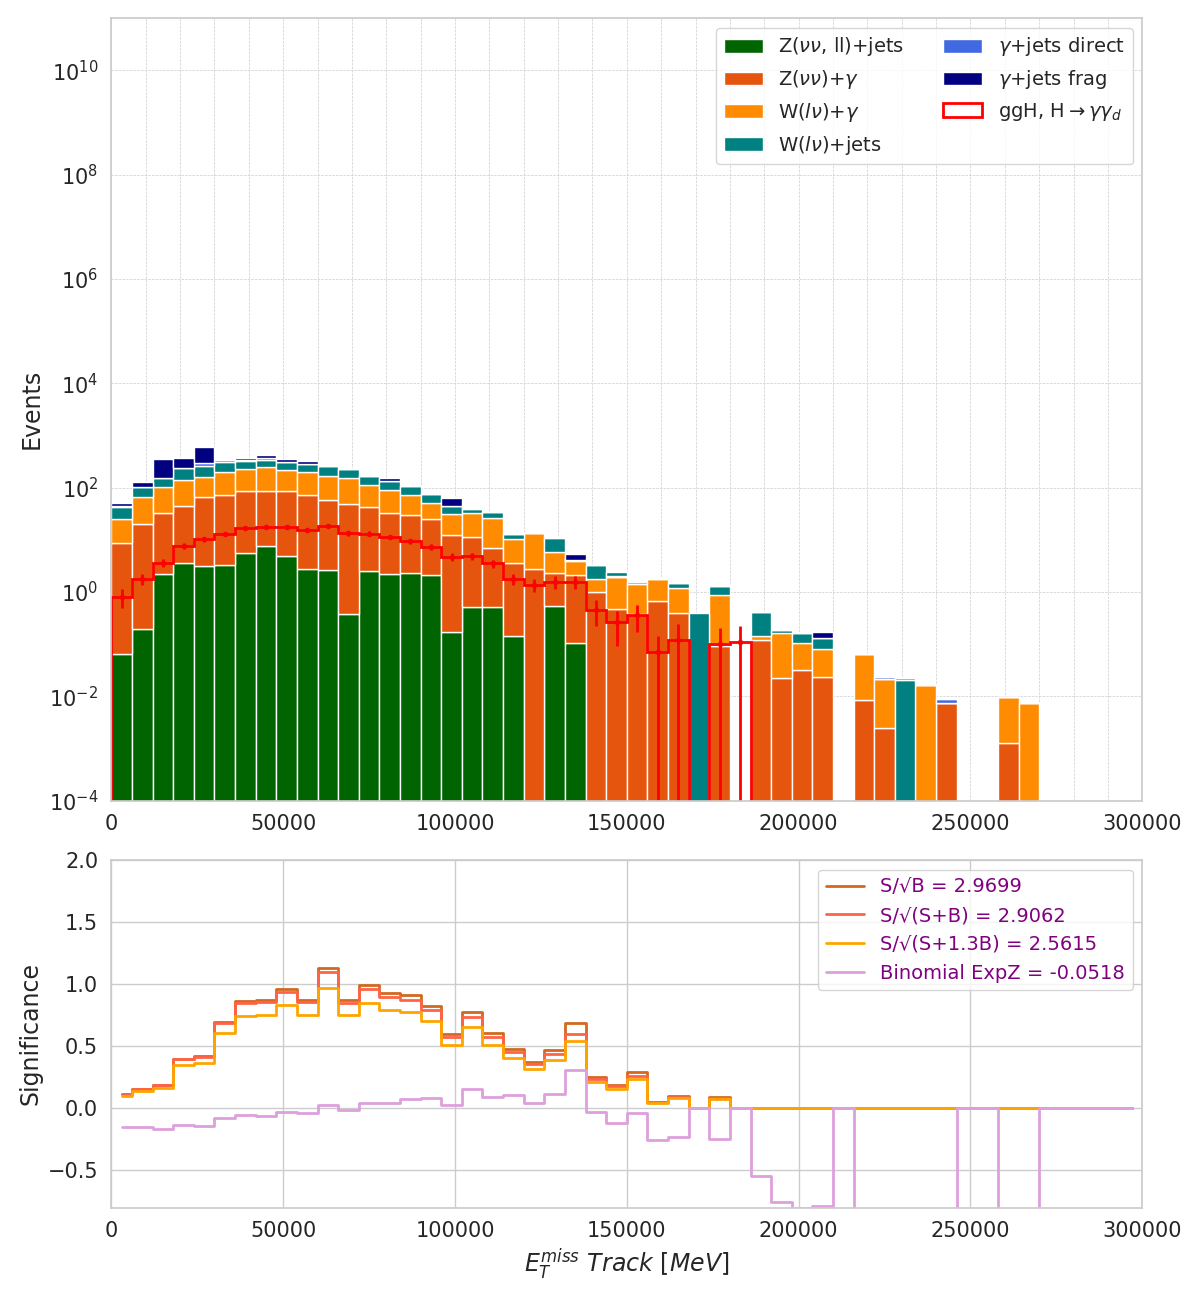 Z(νν, ll)+jets
Z(νν)+γ
W(lν)+γ
W(lν)+jets
γ+jets direct
γ+jets frag
ggH, H→γγ_d
Events
10^10
10^8
10^6
10^4
10^2
10^0
10^−2
10^−4
0 50000 100000 150000 200000 250000 300000
S/√B = 2.9699
S/√(S+B) = 2.9062
S/√(S+1.3B) = 2.5615
Binomial ExpZ = -0.0518
Significance
2.0
1.5
1.0
0.5
0.0
−0.5
0 50000 100000 150000 200000 250000 300000
E_T^miss Track [MeV]